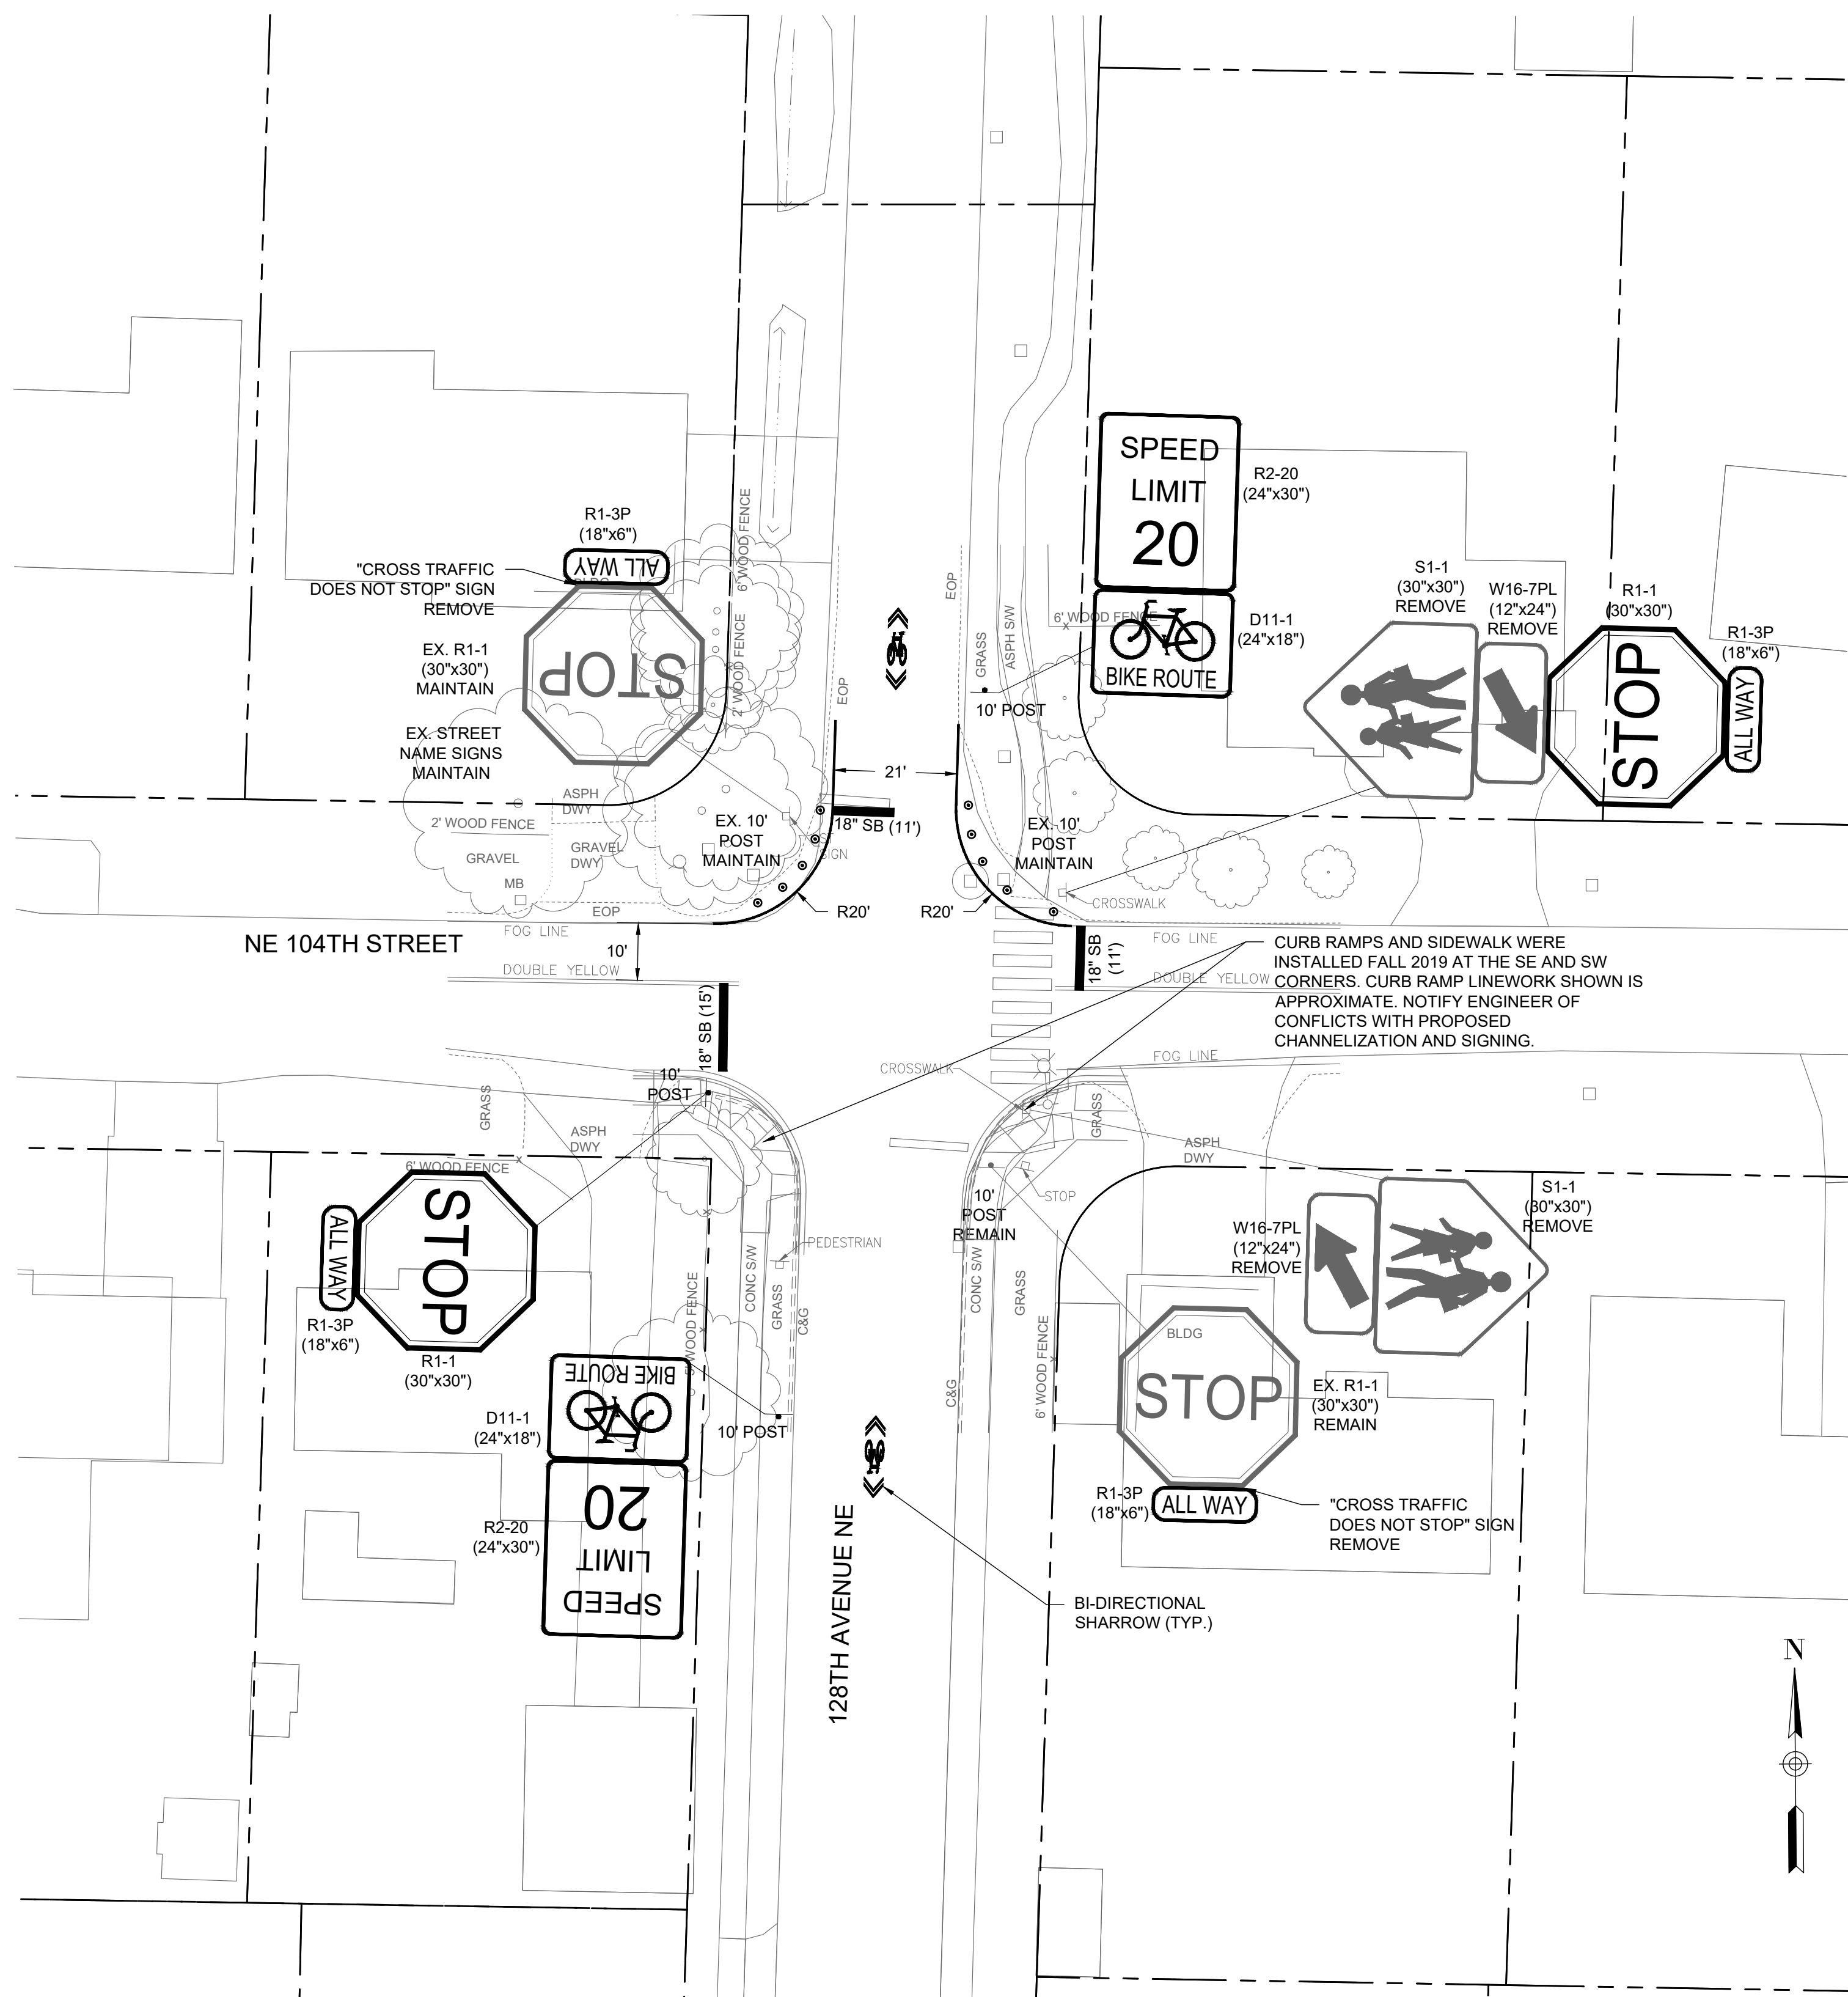 SPEED
LIMIT
20
R2-20
(24"x30")
BIKE ROUTE
D11-1
(24"x18")
10' POST
6' WOOD FENCE
R1-3P
(18"x6")
ALL WAY
"CROSS TRAFFIC
DOES NOT STOP" SIGN
REMOVE
BLDG
STOP
EX. R1-1
(30"x30")
MAINTAIN
EX. STREET
NAME SIGNS
MAINTAIN
6' WOOD FENCE
2' WOOD FENCE
EOP
EOP
GRASS
ASPH S/W
S1-1
(30"x30")
REMOVE
W16-7PL
(12"x24")
REMOVE
R1-1
(30"x30")
R1-3P
(18"x6")
STOP
ALL WAY
21'
ASPH
DWY
2' WOOD FENCE
GRAVEL
GRAVEL
DWY
MB
EOP
EX. 10'
POST
MAINTAIN
18" SB (11')
SIGN
EX. 10'
POST
MAINTAIN
R20'
R20'
CROSSWALK
NE 104TH STREET
FOG LINE
10'
DOUBLE YELLOW
18" SB (15')
18" SB
(11')
FOG LINE
DOUBLE YELLOW
FOG LINE
CURB RAMPS AND SIDEWALK WERE
INSTALLED FALL 2019 AT THE SE AND SW
CORNERS. CURB RAMP LINEWORK SHOWN IS
APPROXIMATE. NOTIFY ENGINEER OF
CONFLICTS WITH PROPOSED
CHANNELIZATION AND SIGNING.
CROSSWALK
10'
POST
GRASS
ASPH
DWY
6' WOOD FENCE
STOP
ALL WAY
R1-3P
(18"x6")
R1-1
(30"x30")
GRASS
ASPH
DWY
STOP
10'
POST
REMAIN
PEDESTRIAN
CONC S/W
GRASS
C&G
WOOD FENCE
CONC S/W
GRASS
C&G
6' WOOD FENCE
W16-7PL
(12"x24")
REMOVE
S1-1
(30"x30")
REMOVE
BLDG
STOP
EX. R1-1
(30"x30")
REMAIN
R1-3P
(18"x6")
ALL WAY
"CROSS TRAFFIC
DOES NOT STOP" SIGN
REMOVE
BIKE ROUTE
D11-1
(24"x18")
10' POST
SPEED
LIMIT
20
R2-20
(24"x30")
128TH AVENUE NE
BI-DIRECTIONAL
SHARROW (TYP.)
N